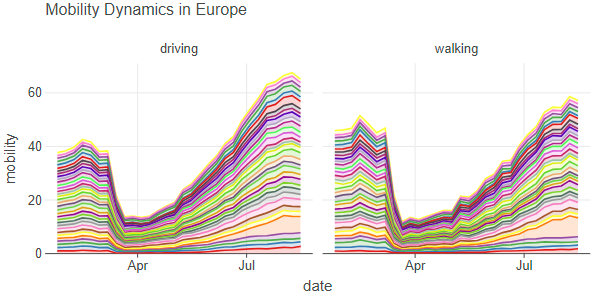 Mobility Dynamics in Europe
driving
walking
mobility
60
40
20
0
Apr
Jul
Apr
Jul
date